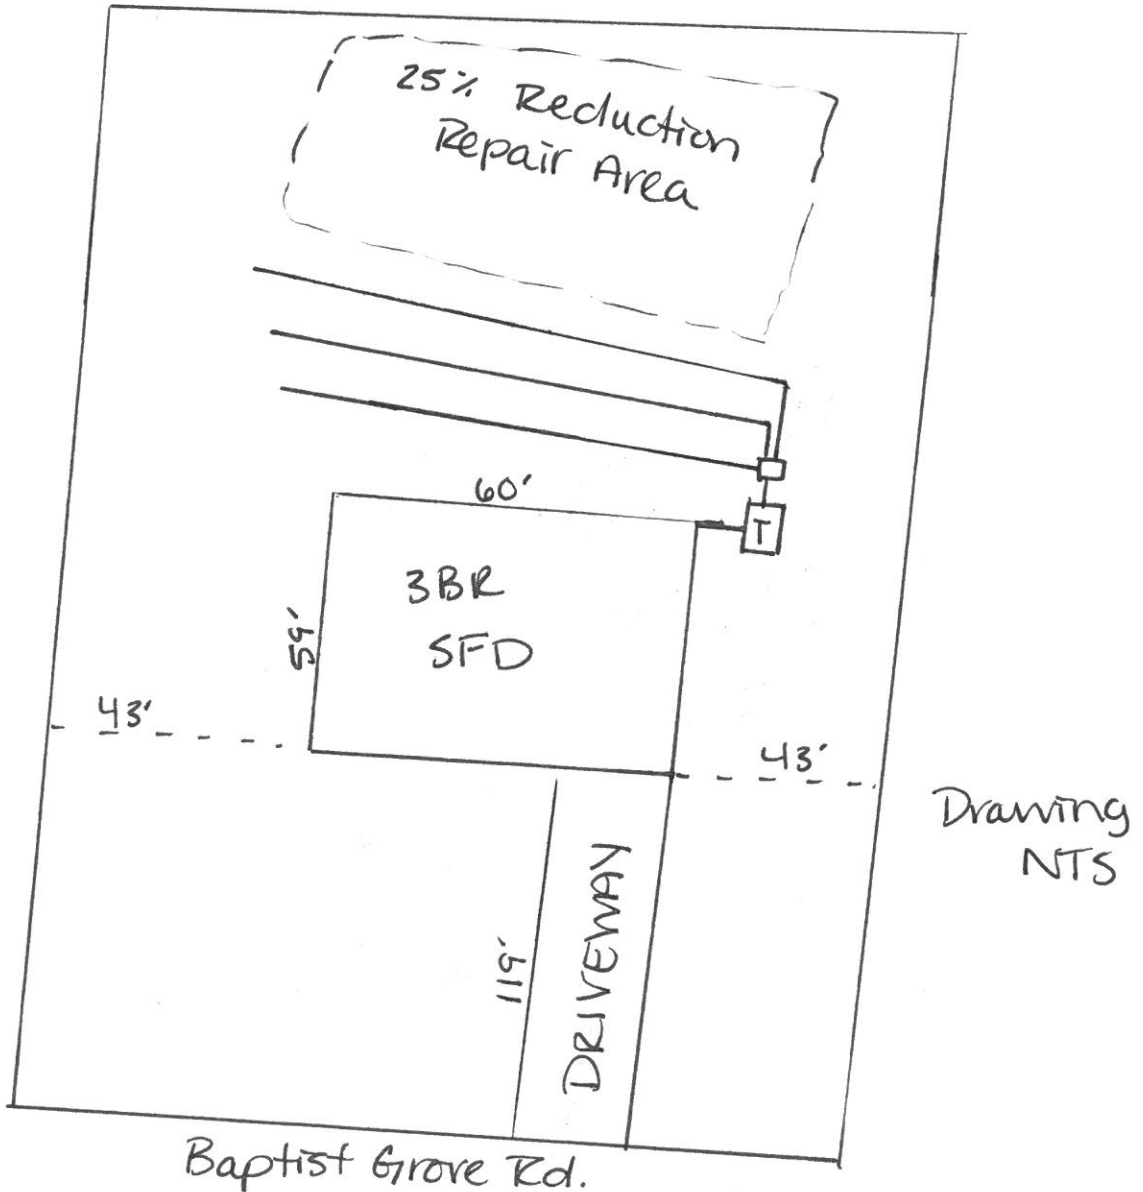 25% Reduction
Repair Area
60'
T
3BR
SFD
59'
43'
43'
Drawing
NTS
119'
DRIVEWAY
Baptist Grove Rd.